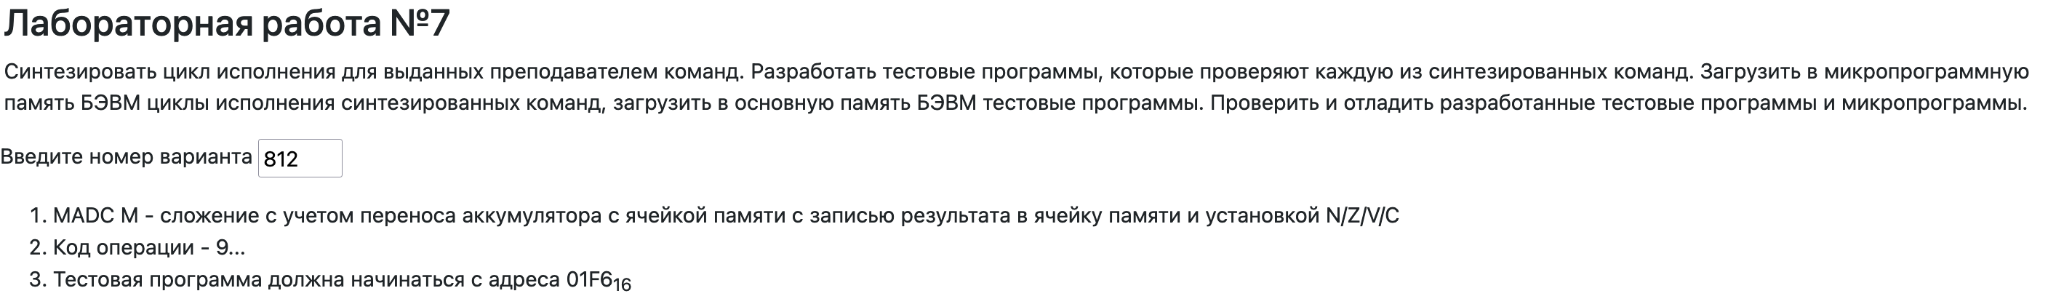 Лабораторная работа №7
Синтезировать цикл исполнения для выданных преподавателем команд. Разработать тестовые программы, которые проверяют каждую из синтезированных команд. Загрузить в микропрограммную
память БЭВМ циклы исполнения синтезированных команд, загрузить в основную память БЭВМ тестовые программы. Проверить и отладить разработанные тестовые программы и микропрограммы.
Введите номер варианта 812
1. MADC M - сложение с учетом переноса аккумулятора с ячейкой памяти с записью результата в ячейку памяти и установкой N/Z/V/C
2. Код операции - 9...
3. Тестовая программа должна начинаться с адреса 01F6₁₆